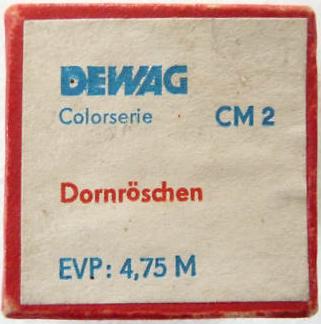 DEWAG
Colorserie CM 2
Dornröschen
EVP: 4,75 M